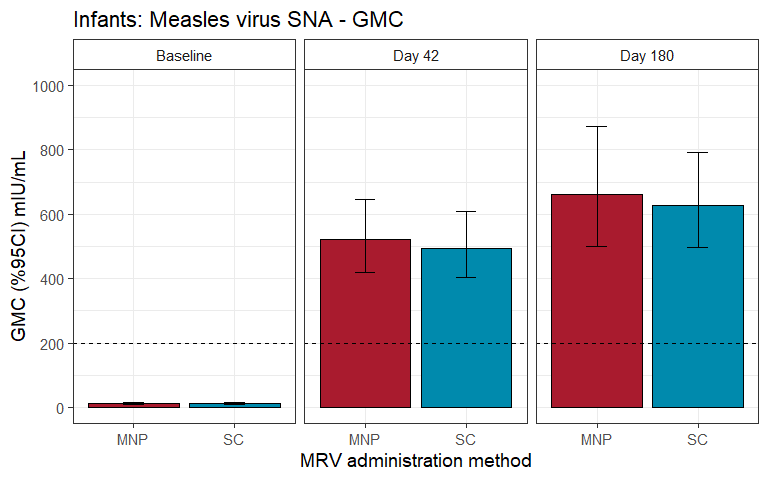 Infants: Measles virus SNA - GMC
Baseline
Day 42
Day 180
GMC (%95CI) mIU/mL
1000
800
600
400
200
0
MNP
SC
MNP
SC
MNP
SC
MRV administration method